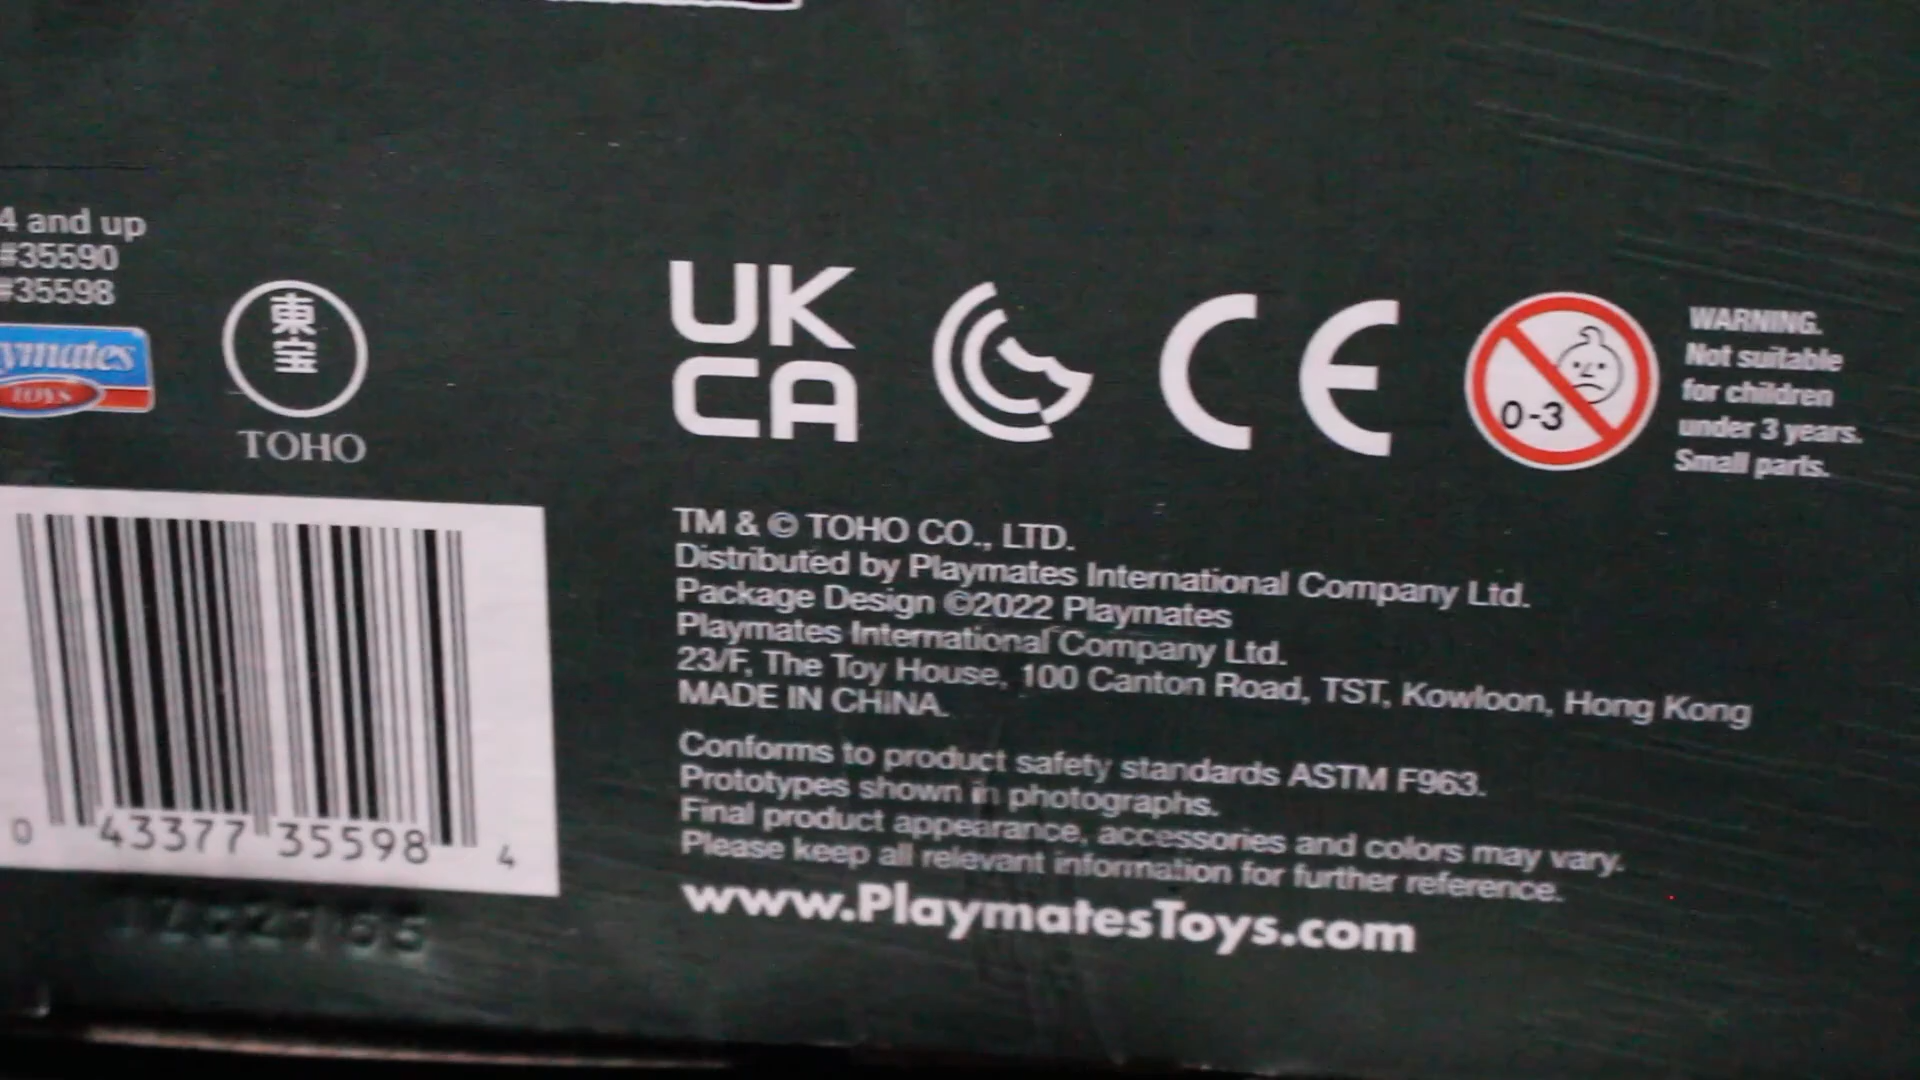 4 and up
#35590
#35598
ymates
TOYS
東
宝
TOHO
UK
CA
CE
0-3
WARNING.
Not suitable
for children
under 3 years.
Small parts.
0 43377 35598 4
TM & © TOHO CO., LTD.
Distributed by Playmates International Company Ltd.
Package Design ©2022 Playmates
Playmates International Company Ltd.
23/F, The Toy House, 100 Canton Road, TST, Kowloon, Hong Kong
MADE IN CHINA.
Conforms to product safety standards ASTM F963.
Prototypes shown in photographs.
Final product appearance, accessories and colors may vary.
Please keep all relevant information for further reference.
www.PlaymatesToys.com